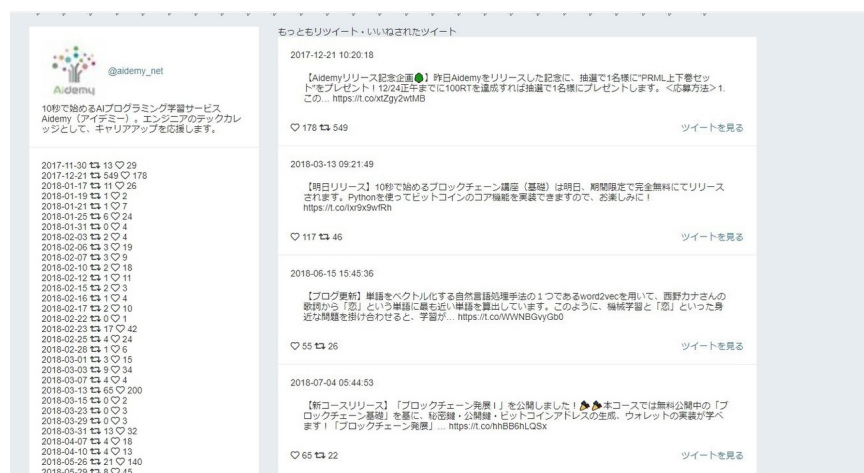 @aidemy_net
Aidemy
10秒で始めるAIプログラミング学習サービス
Aidemy（アイデミー）。エンジニアのテックカレ
ッジとして、キャリアアップを応援します。
2017-11-30 13 29
2017-12-21 549 178
2018-01-17 11 26
2018-01-19 1 2
2018-01-21 1 7
2018-01-25 6 24
2018-01-31 0 4
2018-02-03 2 4
2018-02-06 3 19
2018-02-07 3 9
2018-02-10 2 18
2018-02-12 1 11
2018-02-15 2 3
2018-02-16 1 4
2018-02-17 2 10
2018-02-22 0 1
2018-02-23 17 42
2018-02-25 4 24
2018-02-28 1 6
2018-03-01 3 15
2018-03-03 9 34
2018-03-07 4 4
2018-03-13 65 200
2018-03-15 0 2
2018-03-23 0 3
2018-03-29 0 3
2018-03-31 13 32
2018-04-07 4 18
2018-04-10 4 13
2018-05-26 21 140
2018-05-29 8 45
もっともリツイート・いいねされたツイート
2017-12-21 10:20:18
【Aidemyリリース記念企画🌲】昨日Aidemyをリリースした記念に、抽選で1名様に"PRML上下巻セッ
ト"をプレゼント！12/24正午までに100RTを達成すれば抽選で1名様にプレゼントします。＜応募方法＞1.
この… https://t.co/xtZgy2wtMB
178 549 ツイートを見る
2018-03-13 09:21:49
【明日リリース】10秒で始めるブロックチェーン講座（基礎）は明日、期間限定で完全無料にてリリース
されます。Pythonを使ってビットコインのコア機能を実装できますので、お楽しみに！
https://t.co/Ixr9x9wfRh
117 46 ツイートを見る
2018-06-15 15:45:36
【ブログ更新】単語をベクトル化する自然言語処理手法の１つであるword2vecを用いて、西野カナさんの
歌詞から「恋」という単語に最も近い単語を算出しています。このように、機械学習と「恋」といった身
近な問題を掛け合わせると、学習が… https://t.co/WWNBGvyGb0
55 26 ツイートを見る
2018-07-04 05:44:53
【新コースリリース】「ブロックチェーン発展Ⅰ」を公開しました！🎉🎉本コースでは無料公開中の「ブ
ロックチェーン基礎」を基に、秘密鍵・公開鍵・ビットコインアドレスの生成、ウォレットの実装が学べ
ます！「ブロックチェーン発展」… https://t.co/hhBB6hLQSx
65 22 ツイートを見る